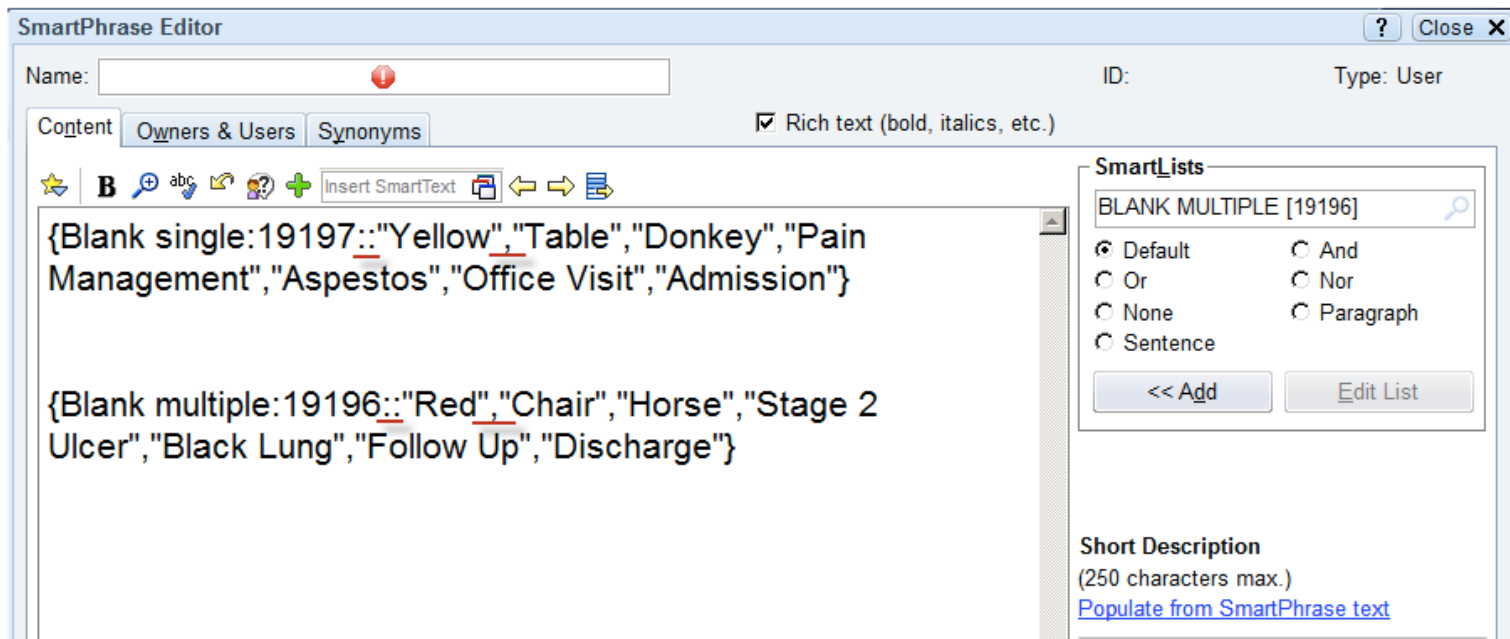 SmartPhrase Editor ? Close X
Name: ID: Type: User
Content Owners & Users Synonyms Rich text (bold, italics, etc.)
B abc Insert SmartText
SmartLists
BLANK MULTIPLE [19196]
{Blank single:19197::"Yellow","Table","Donkey","Pain
Management","Aspestos","Office Visit","Admission"}
{Blank multiple:19196::"Red","Chair","Horse","Stage 2
Ulcer","Black Lung","Follow Up","Discharge"}
Default And
Or Nor
None Paragraph
Sentence
<< Add Edit List
Short Description
(250 characters max.)
Populate from SmartPhrase text